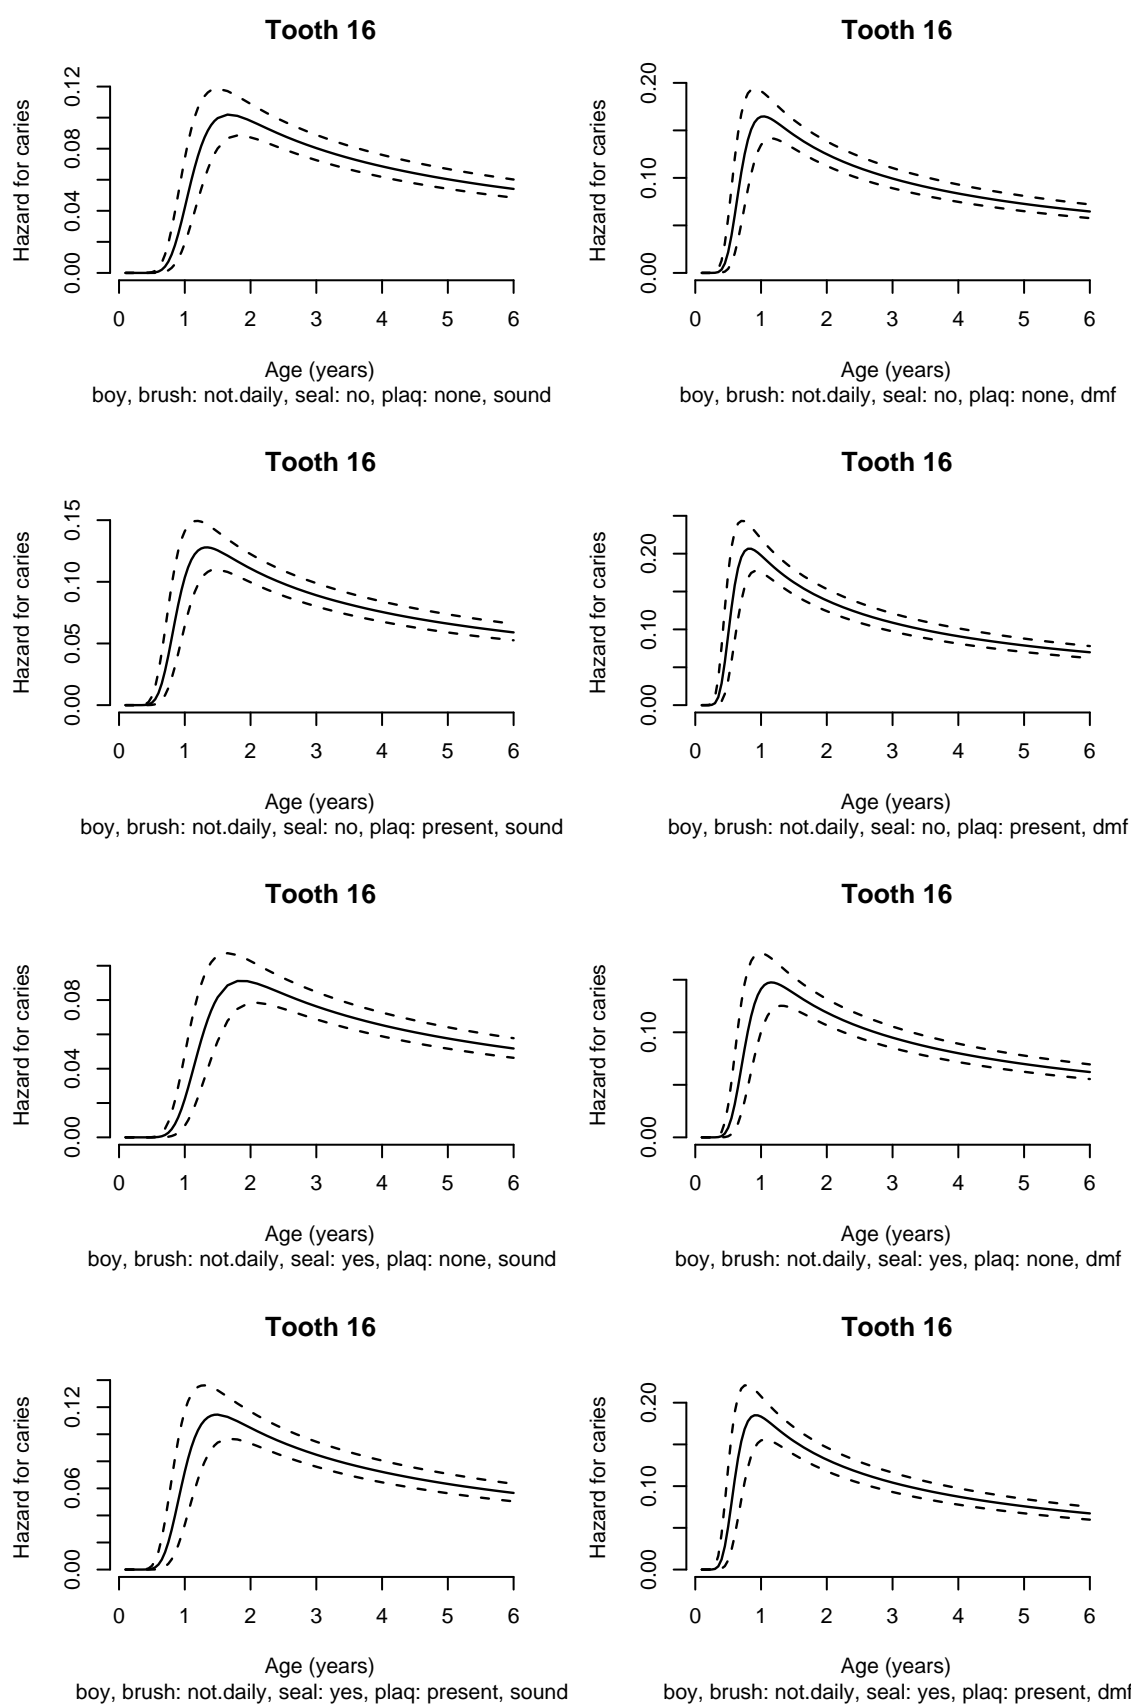 Tooth 16
Hazard for caries
0.00 0.04 0.08 0.12
0 1 2 3 4 5 6
Age (years)
boy, brush: not.daily, seal: no, plaq: none, sound
Tooth 16
Hazard for caries
0.00 0.10 0.20
0 1 2 3 4 5 6
Age (years)
boy, brush: not.daily, seal: no, plaq: none, dmf
Tooth 16
Hazard for caries
0.00 0.05 0.10 0.15
0 1 2 3 4 5 6
Age (years)
boy, brush: not.daily, seal: no, plaq: present, sound
Tooth 16
Hazard for caries
0.00 0.10 0.20
0 1 2 3 4 5 6
Age (years)
boy, brush: not.daily, seal: no, plaq: present, dmf
Tooth 16
Hazard for caries
0.00 0.04 0.08
0 1 2 3 4 5 6
Age (years)
boy, brush: not.daily, seal: yes, plaq: none, sound
Tooth 16
Hazard for caries
0.00 0.10
0 1 2 3 4 5 6
Age (years)
boy, brush: not.daily, seal: yes, plaq: none, dmf
Tooth 16
Hazard for caries
0.00 0.06 0.12
0 1 2 3 4 5 6
Age (years)
boy, brush: not.daily, seal: yes, plaq: present, sound
Tooth 16
Hazard for caries
0.00 0.10 0.20
0 1 2 3 4 5 6
Age (years)
boy, brush: not.daily, seal: yes, plaq: present, dmf